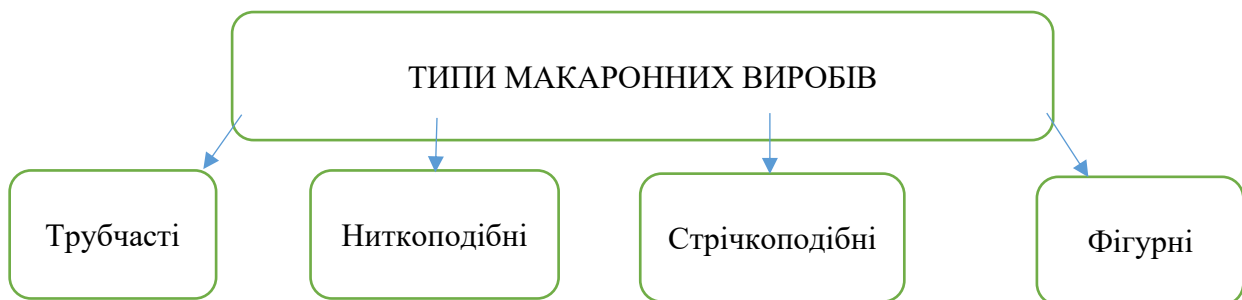 ТИПИ МАКАРОННИХ ВИРОБІВ
Трубчасті
Ниткоподібні
Стрічкоподібні
Фігурні